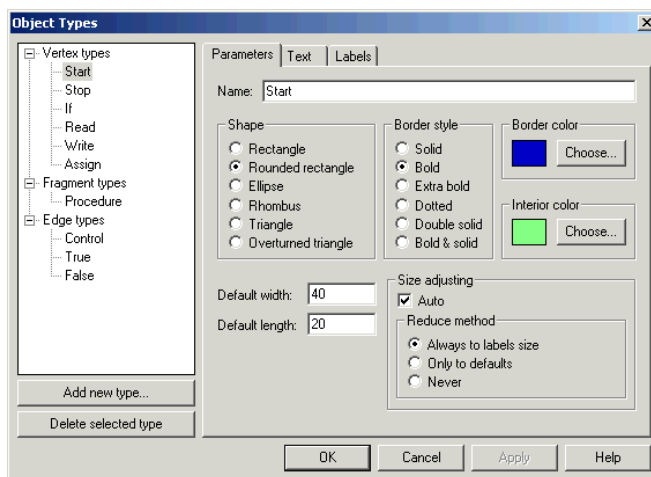 Object Types
Vertex types
Start
Stop
If
Read
Write
Assign
Fragment types
Procedure
Edge types
Control
True
False
Add new type...
Delete selected type
Parameters Text Labels
Name: Start
Shape
Rectangle
Rounded rectangle
Ellipse
Rhombus
Triangle
Overturned triangle
Border style
Solid
Bold
Extra bold
Dotted
Double solid
Bold & solid
Border color
Choose...
Interior color
Choose...
Default width: 40
Default length: 20
Size adjusting
Auto
Reduce method
Always to labels size
Only to defaults
Never
OK Cancel Apply Help